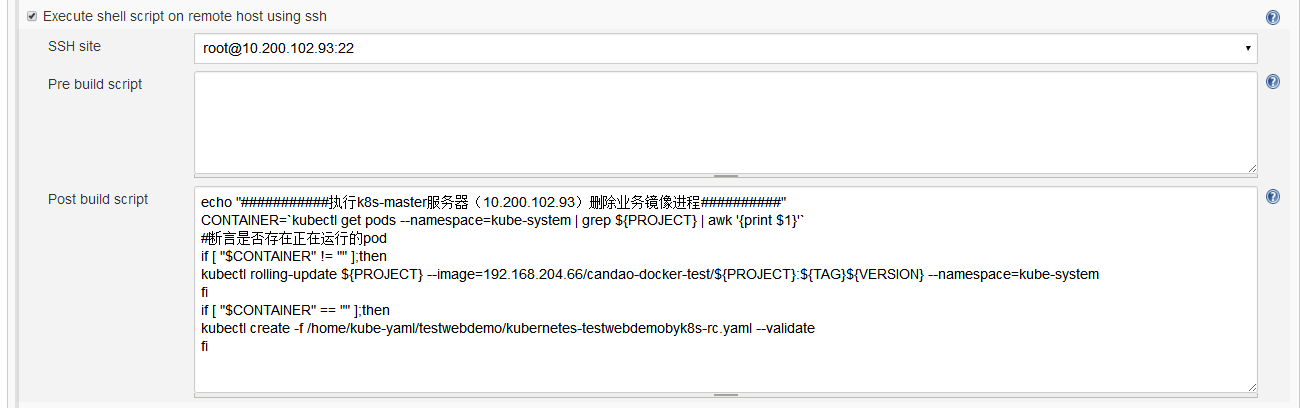 Execute shell script on remote host using ssh
SSH site
root@10.200.102.93:22
Pre build script
Post build script
echo "###########执行k8s-master服务器（10.200.102.93）删除业务镜像进程##########"
CONTAINER=`kubectl get pods --namespace=kube-system | grep ${PROJECT} | awk '{print $1}'`
#断言是否存在正在运行的pod
if [ "$CONTAINER" != "" ];then
kubectl rolling-update ${PROJECT} --image=192.168.204.66/candao-docker-test/${PROJECT}:${TAG}${VERSION} --namespace=kube-system
fi
if [ "$CONTAINER" == "" ];then
kubectl create -f /home/kube-yaml/testwebdemo/kubernetes-testwebdemobyk8s-rc.yaml --validate
fi